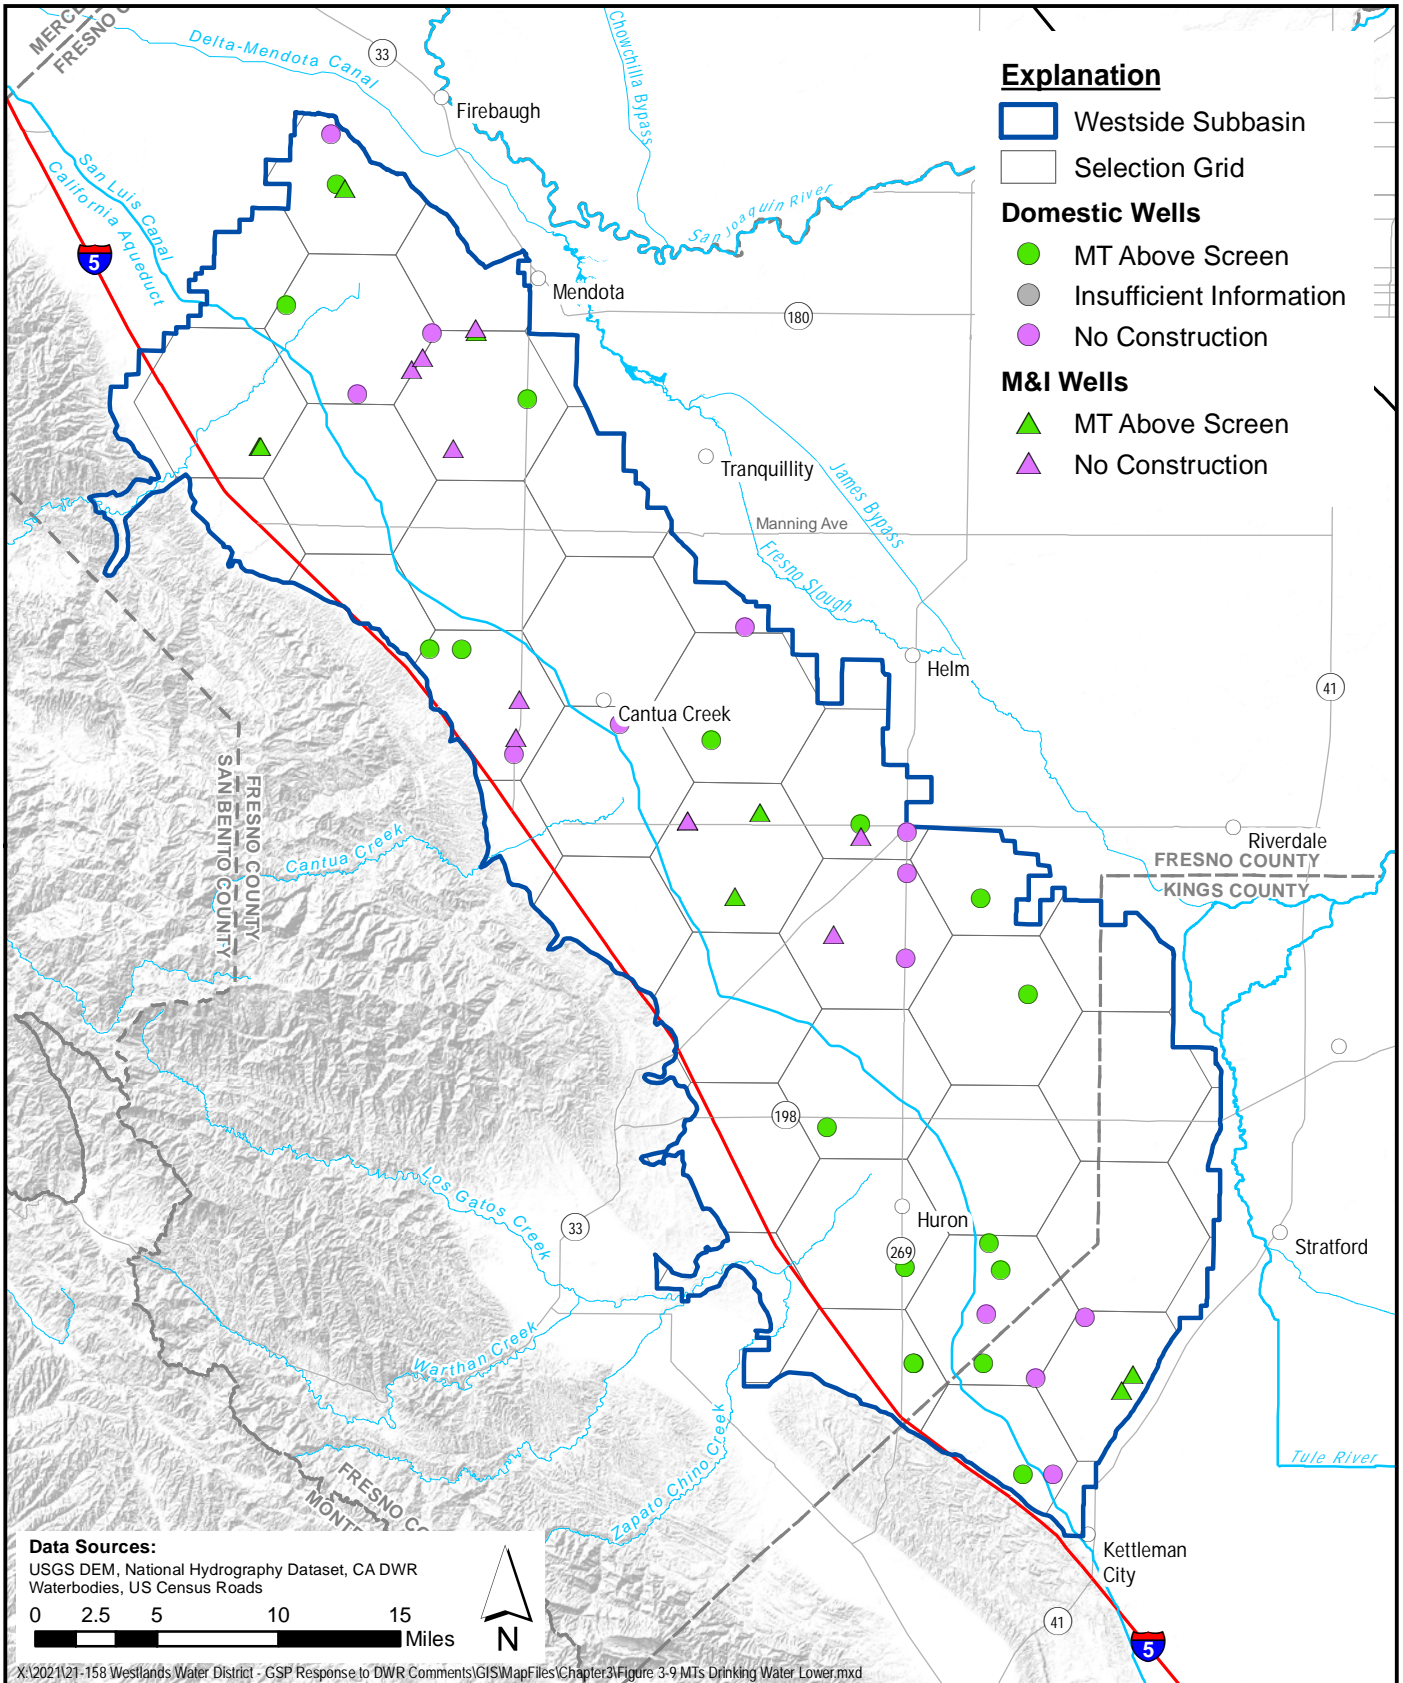 MERCE
FRESNO C
Delta-Mendota Canal
33
Chowchilla Bypass
Firebaugh
San Luis Canal
California Aqueduct
5
San Joaquin River
Mendota
180
Explanation
Westside Subbasin
Selection Grid
Domestic Wells
MT Above Screen
Insufficient Information
No Construction
M&I Wells
MT Above Screen
No Construction
Tranquillity
James Bypass
Manning Ave
Fresno Slough
Helm
41
Cantua Creek
FRESNO COUNTY
SAN BENITO COUNTY
Cantua Creek
Riverdale
FRESNO COUNTY
KINGS COUNTY
198
Los Gatos Creek
33
Huron
269
Stratford
Warthan Creek
Zapato Chino Creek
Tule River
FRESNO CO
MONT
Kettleman
City
41
5
Data Sources:
USGS DEM, National Hydrography Dataset, CA DWR
Waterbodies, US Census Roads
0 2.5 5 10 15
Miles
N
X:\2021\21-158 Westlands Water District - GSP Response to DWR Comments\GIS\MapFiles\Chapter3\Figure 3-9 MTs Drinking Water Lower.mxd